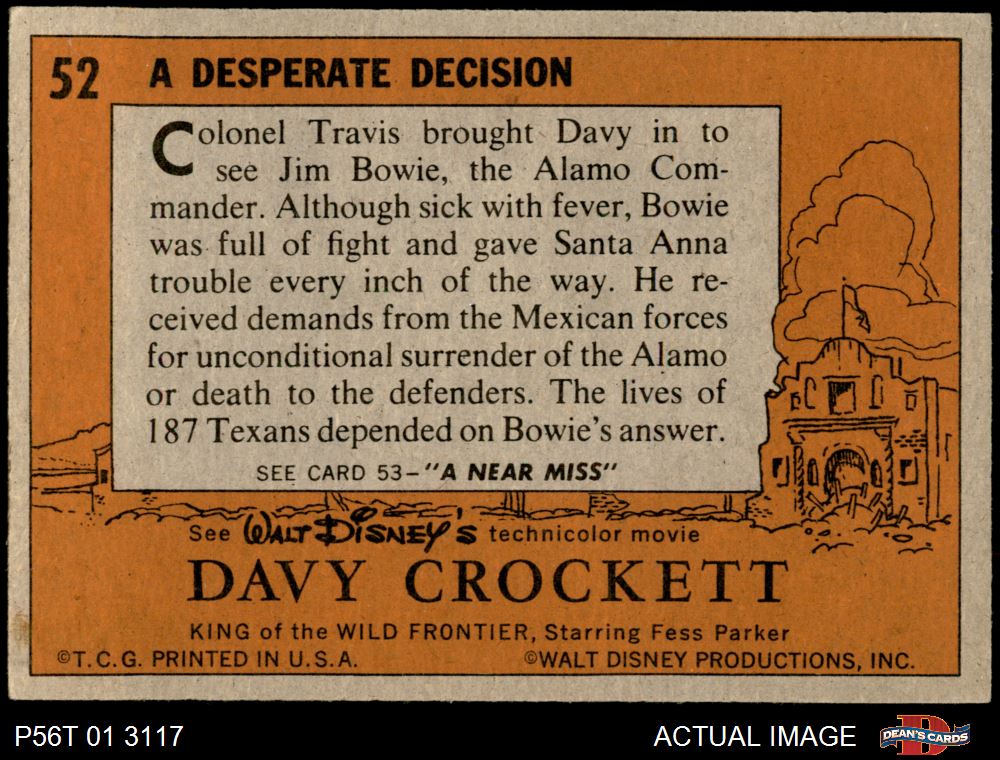 52 A DESPERATE DECISION
Colonel Travis brought Davy in to
see Jim Bowie, the Alamo Com-
mander. Although sick with fever, Bowie
was full of fight and gave Santa Anna
trouble every inch of the way. He re-
ceived demands from the Mexican forces
for unconditional surrender of the Alamo
or death to the defenders. The lives of
187 Texans depended on Bowie's answer.
SEE CARD 53-"A NEAR MISS"
See WALT DISNEY'S technicolor movie
DAVY CROCKETT
KING of the WILD FRONTIER, Starring Fess Parker
©T.C.G. PRINTED IN U.S.A. ©WALT DISNEY PRODUCTIONS, INC.
P56T 01 3117 ACTUAL IMAGE D DEAN'S CARDS